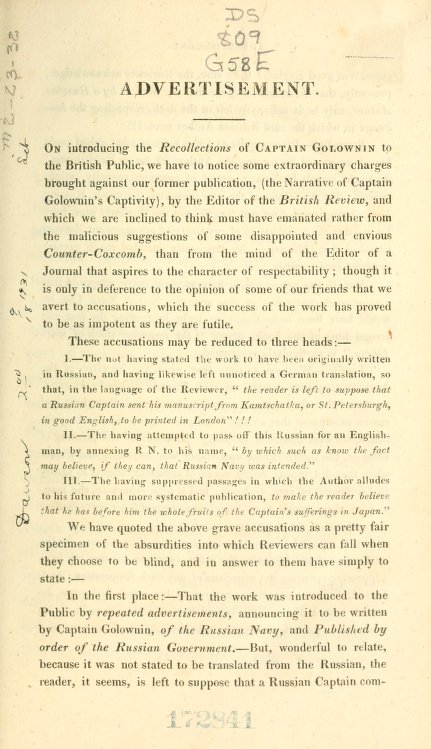 DS
809
G58E
ADVERTISEMENT.
ON introducing the Recollections of CAPTAIN GOLOWNIN to
the British Public, we have to notice some extraordinary charges
brought against our former publication, (the Narrative of Captain
Golownin's Captivity), by the Editor of the British Review, and
which we are inclined to think must have emanated rather from
the malicious suggestions of some disappointed and envious
Counter-Coxcomb, than from the mind of the Editor of a
Journal that aspires to the character of respectability; though it
is only in deference to the opinion of some of our friends that we
avert to accusations, which the success of the work has proved
to be as impotent as they are futile.
These accusations may be reduced to three heads:—
I.—The not having stated the work to have been originally written
in Russian, and having likewise left unnoticed a German translation, so
that, in the language of the Reviewer, " the reader is left to suppose that
a Russian Captain sent his manuscript from Kamtschatka, or St. Petersburgh,
in good English, to be printed in London"!!!
II.—The having attempted to pass off this Russian for an English-
man, by annexing R N. to his name, " by which such as know the fact
may believe, if they can, that Russian Navy was intended."
III.—The having suppressed passages in which the Author alludes
to his future and more systematic publication, to make the reader believe
that he has before him the whole fruits of the Captain's sufferings in Japan."
We have quoted the above grave accusations as a pretty fair
specimen of the absurdities into which Reviewers can fall when
they choose to be blind, and in answer to them have simply to
state:—
In the first place:—That the work was introduced to the
Public by repeated advertisements, announcing it to be written
by Captain Golownin, of the Russian Navy, and Published by
order of the Russian Government.—But, wonderful to relate,
because it was not stated to be translated from the Russian, the
reader, it seems, is left to suppose that a Russian Captain com-
172841
Dawson 2.00